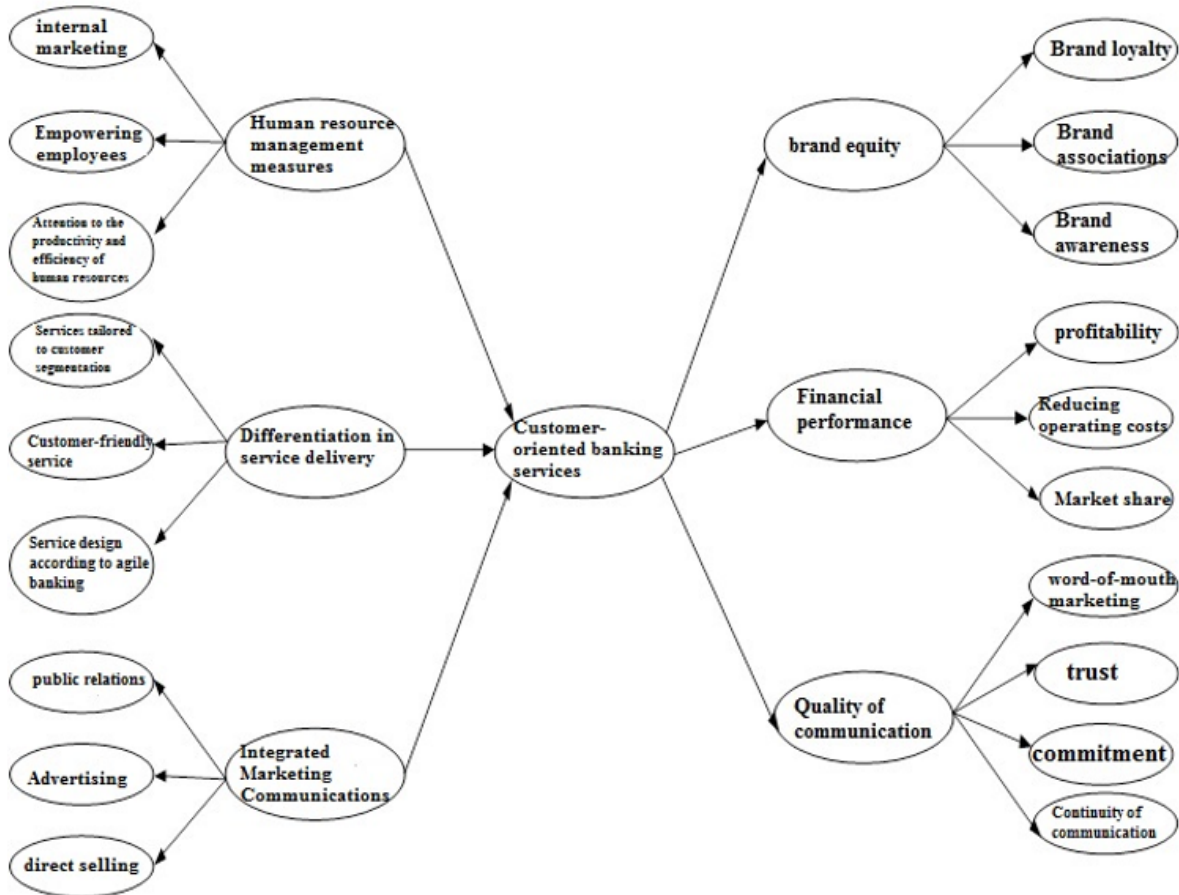 internal
marketing
Empowering
employees
Attention to the
productivity and
efficiency of
human resources
Human resource
management
measures
Services tailored
to customer
segmentation
Customer-friendly
service
Service design
according to agile
banking
Differentiation in
service delivery
public relations
Advertising
direct selling
Integrated
Marketing
Communications
Customer-
oriented banking
services
brand equity
Brand loyalty
Brand
associations
Brand
awareness
Financial
performance
profitability
Reducing
operating costs
Market share
Quality of
communication
word-of-mouth
marketing
trust
commitment
Continuity of
communication